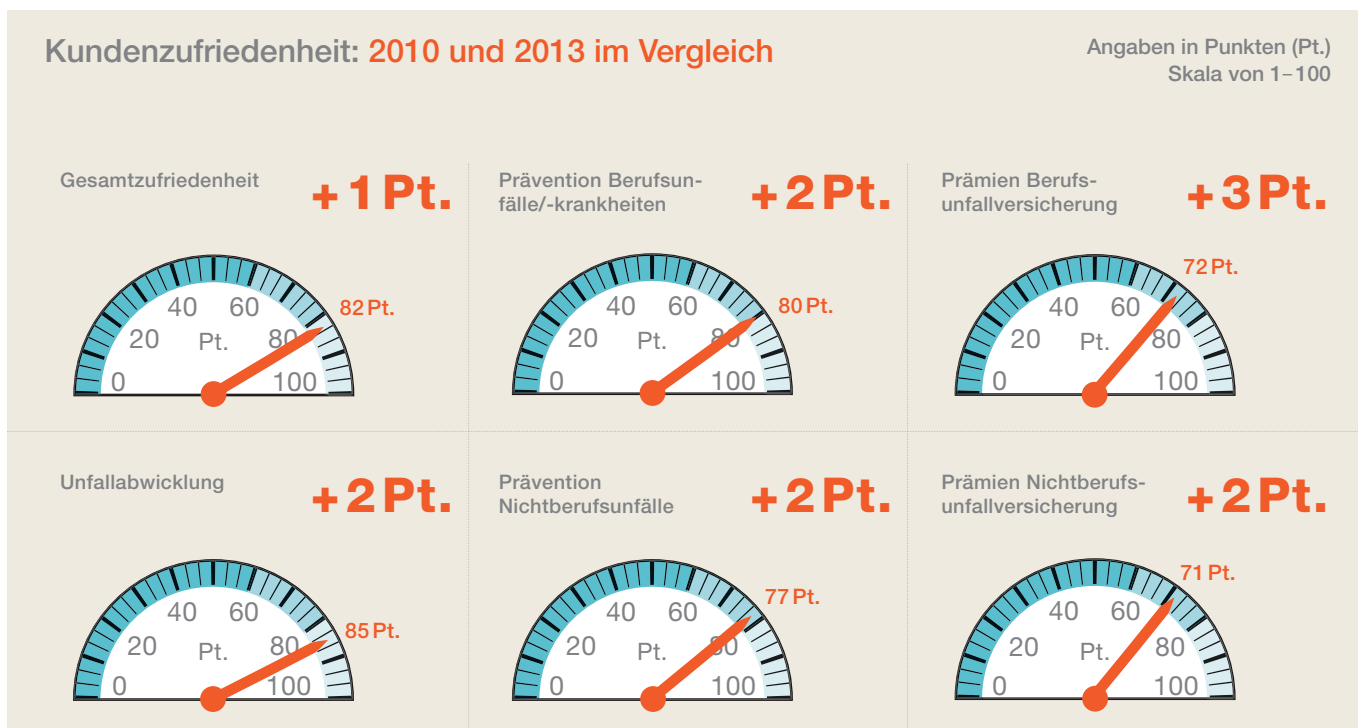 Kundenzufriedenheit: 2010 und 2013 im Vergleich
Angaben in Punkten (Pt.)
Skala von 1–100
Gesamtzufriedenheit
+1 Pt.
82 Pt.
0
20
40
60
80
100
Pt.
Prävention Berufsun-
fälle/-krankheiten
+2 Pt.
80 Pt.
0
20
40
60
80
100
Pt.
Prämien Berufs-
unfallversicherung
+3 Pt.
72 Pt.
0
20
40
60
80
100
Pt.
Unfallabwicklung
+2 Pt.
85 Pt.
0
20
40
60
80
100
Pt.
Prävention
Nichtberufsunfälle
+2 Pt.
77 Pt.
0
20
40
60
80
100
Pt.
Prämien Nichtberufs-
unfallversicherung
+2 Pt.
71 Pt.
0
20
40
60
80
100
Pt.